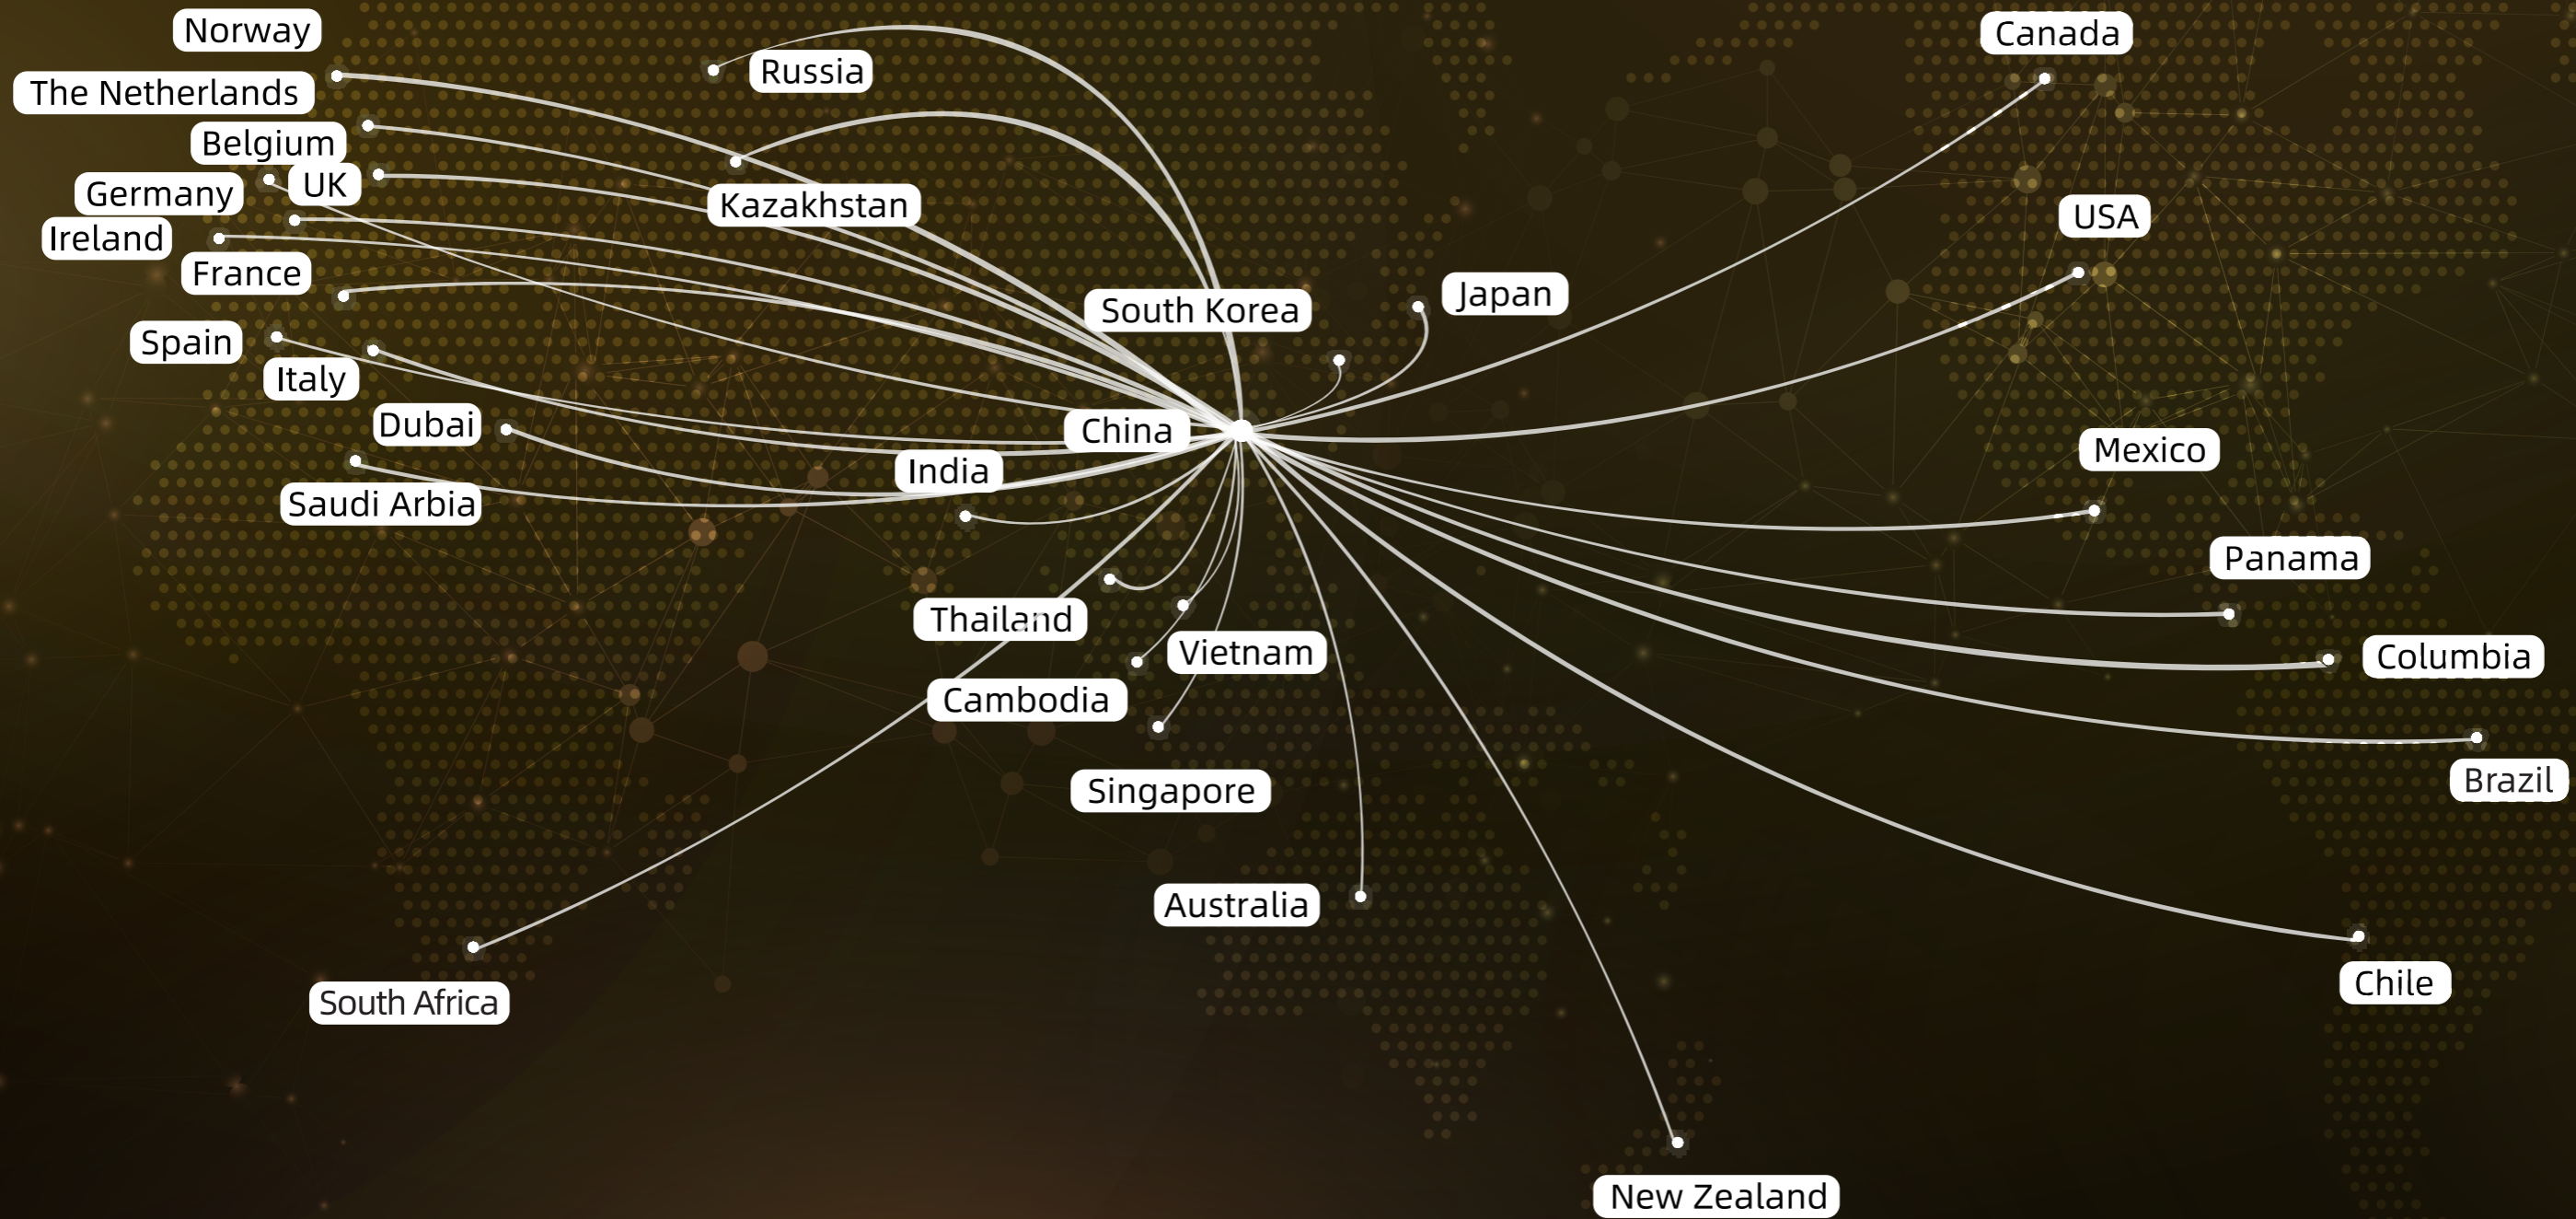 Norway
Canada
Russia
The Netherlands
Belgium
UK
Germany
Kazakhstan
USA
Ireland
France
South Korea
Japan
Spain
Italy
Dubai
China
Mexico
India
Saudi Arbia
Panama
Thailand
Vietnam
Columbia
Cambodia
Brazil
Singapore
Australia
Chile
South Africa
New Zealand